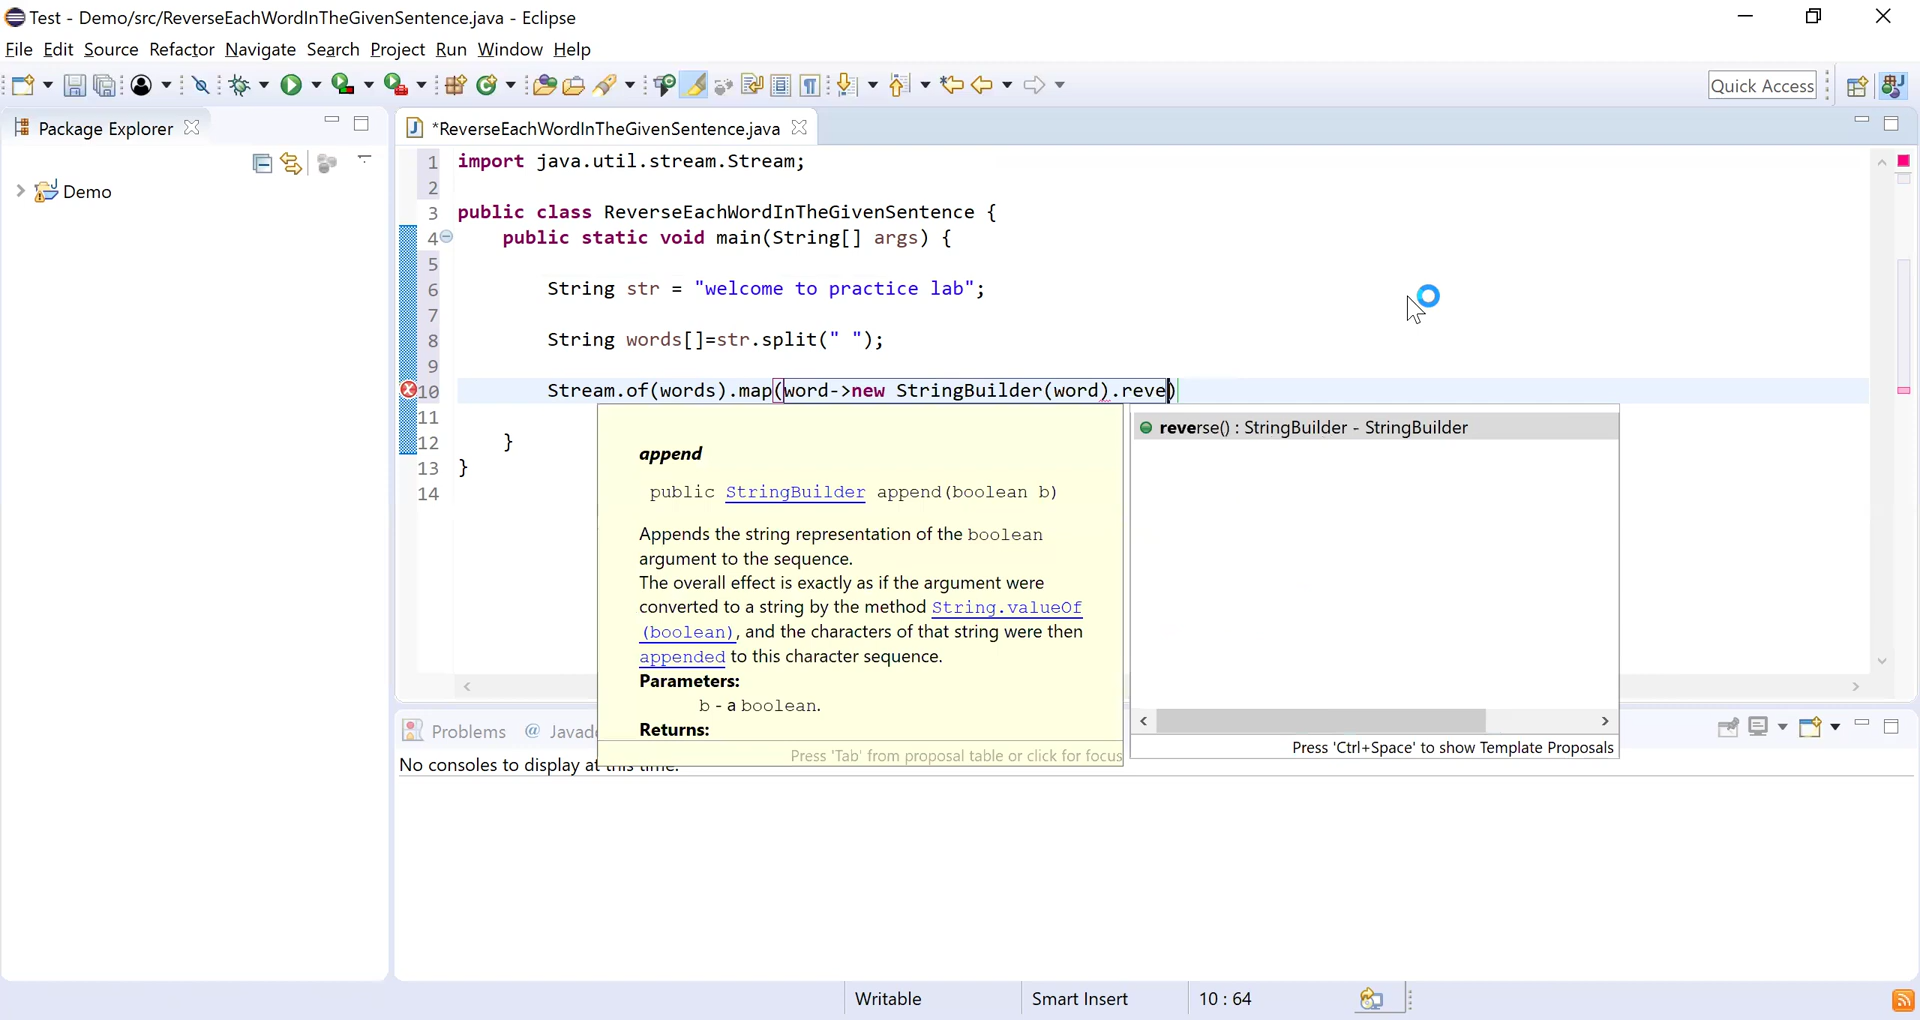 Test - Demo/src/ReverseEachWordInTheGivenSentence.java - Eclipse
File Edit Source Refactor Navigate Search Project Run Window Help
Quick Access
Package Explorer
*ReverseEachWordInTheGivenSentence.java
Demo
1 import java.util.stream.Stream;
2
3 public class ReverseEachWordInTheGivenSentence {
4 public static void main(String[] args) {
5
6 String str = "welcome to practice lab";
7
8 String words[]=str.split(" ");
9
10 Stream.of(words).map(word->new StringBuilder(word).reve)
11
12 }
13 }
14
append
public StringBuilder append(boolean b)
Appends the string representation of the boolean
argument to the sequence.
The overall effect is exactly as if the argument were
converted to a string by the method String.valueOf
(boolean), and the characters of that string were then
appended to this character sequence.
Parameters:
b - a boolean.
Returns:
Press 'Tab' from proposal table or click for focus
reverse() : StringBuilder - StringBuilder
Press 'Ctrl+Space' to show Template Proposals
Problems @ Javad
No consoles to display at this time.
Writable Smart Insert 10 : 64